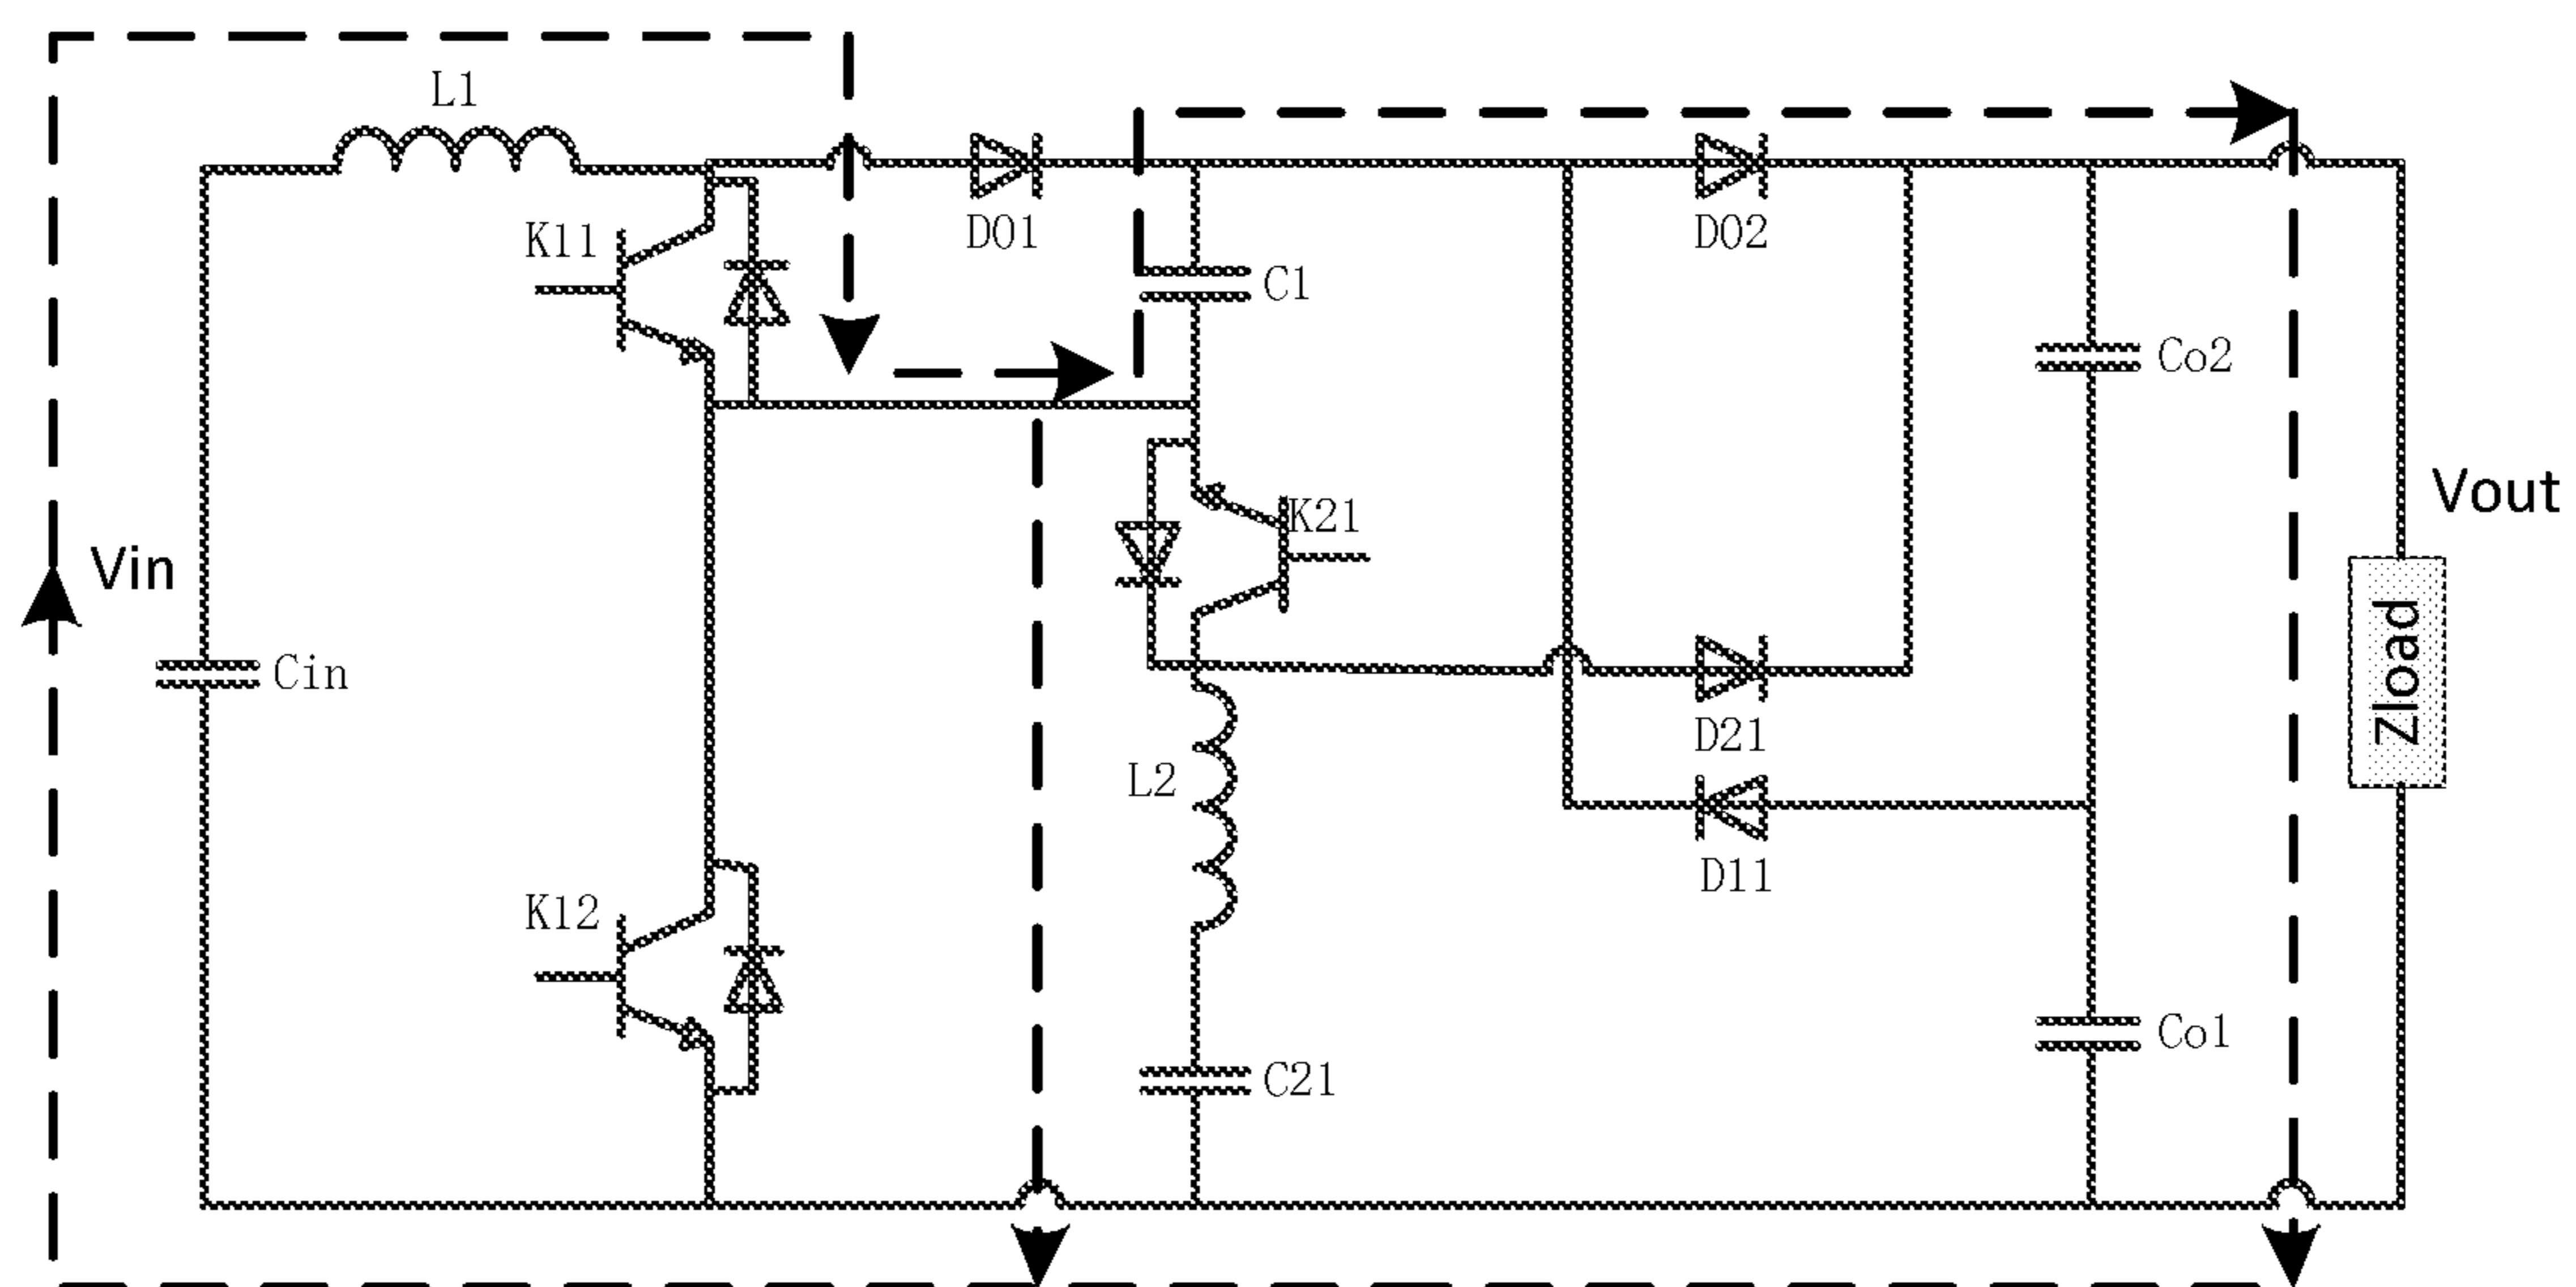 L1
K11
D01
D02
C1
Co2
K21
Vout
Vin
Cin
Zload
D21
L2
D11
K12
Co1
C21